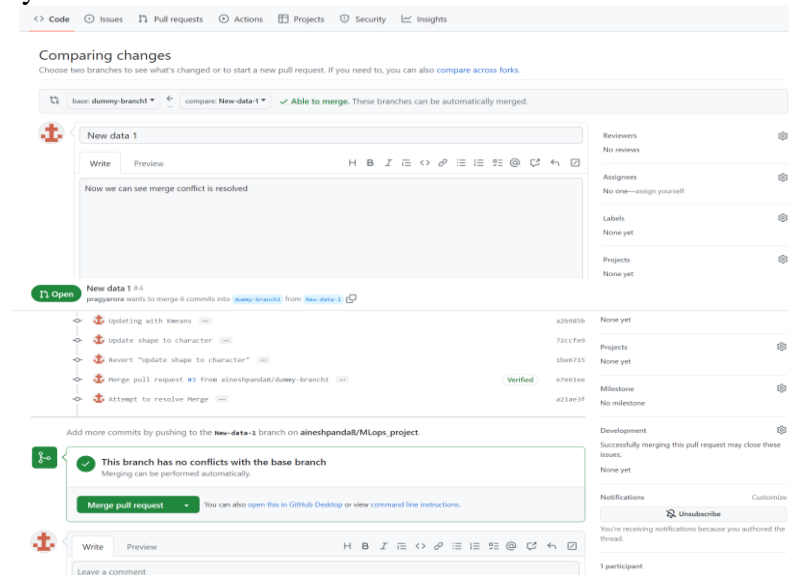 Code Issues Pull requests Actions Projects Security Insights
Comparing changes
Choose two branches to see what's changed or to start a new pull request. If you need to, you can also compare across forks.
base: dummy-branch1 compare: New-data-1 Able to merge. These branches can be automatically merged.
New data 1
Write Preview
Now we can see merge conflict is resolved
Reviewers
No reviews
Assignees
No one—assign yourself
Labels
None yet
Projects
None yet
Open
New data 1 #4
pragyarora wants to merge 6 commits into dummy-branch1 from New-data-1
Updating with Kmeans a2b985b
Update shape to character 72ccfe9
Revert "Update shape to character" 1be6715
Merge pull request #3 from aineshpanda8/dummy-branch1 Verified e7e61ee
Attempt to resolve Merge a21ae3f
None yet
Projects
None yet
Milestone
No milestone
Development
Successfully merging this pull request may close these
issues.
None yet
Add more commits by pushing to the New-data-1 branch on aineshpanda8/MLops_project.
This branch has no conflicts with the base branch
Merging can be performed automatically.
Merge pull request You can also open this in GitHub Desktop or view command line instructions.
Notifications Customize
Unsubscribe
You're receiving notifications because you authored the
thread.
1 participant
Write Preview
Leave a comment